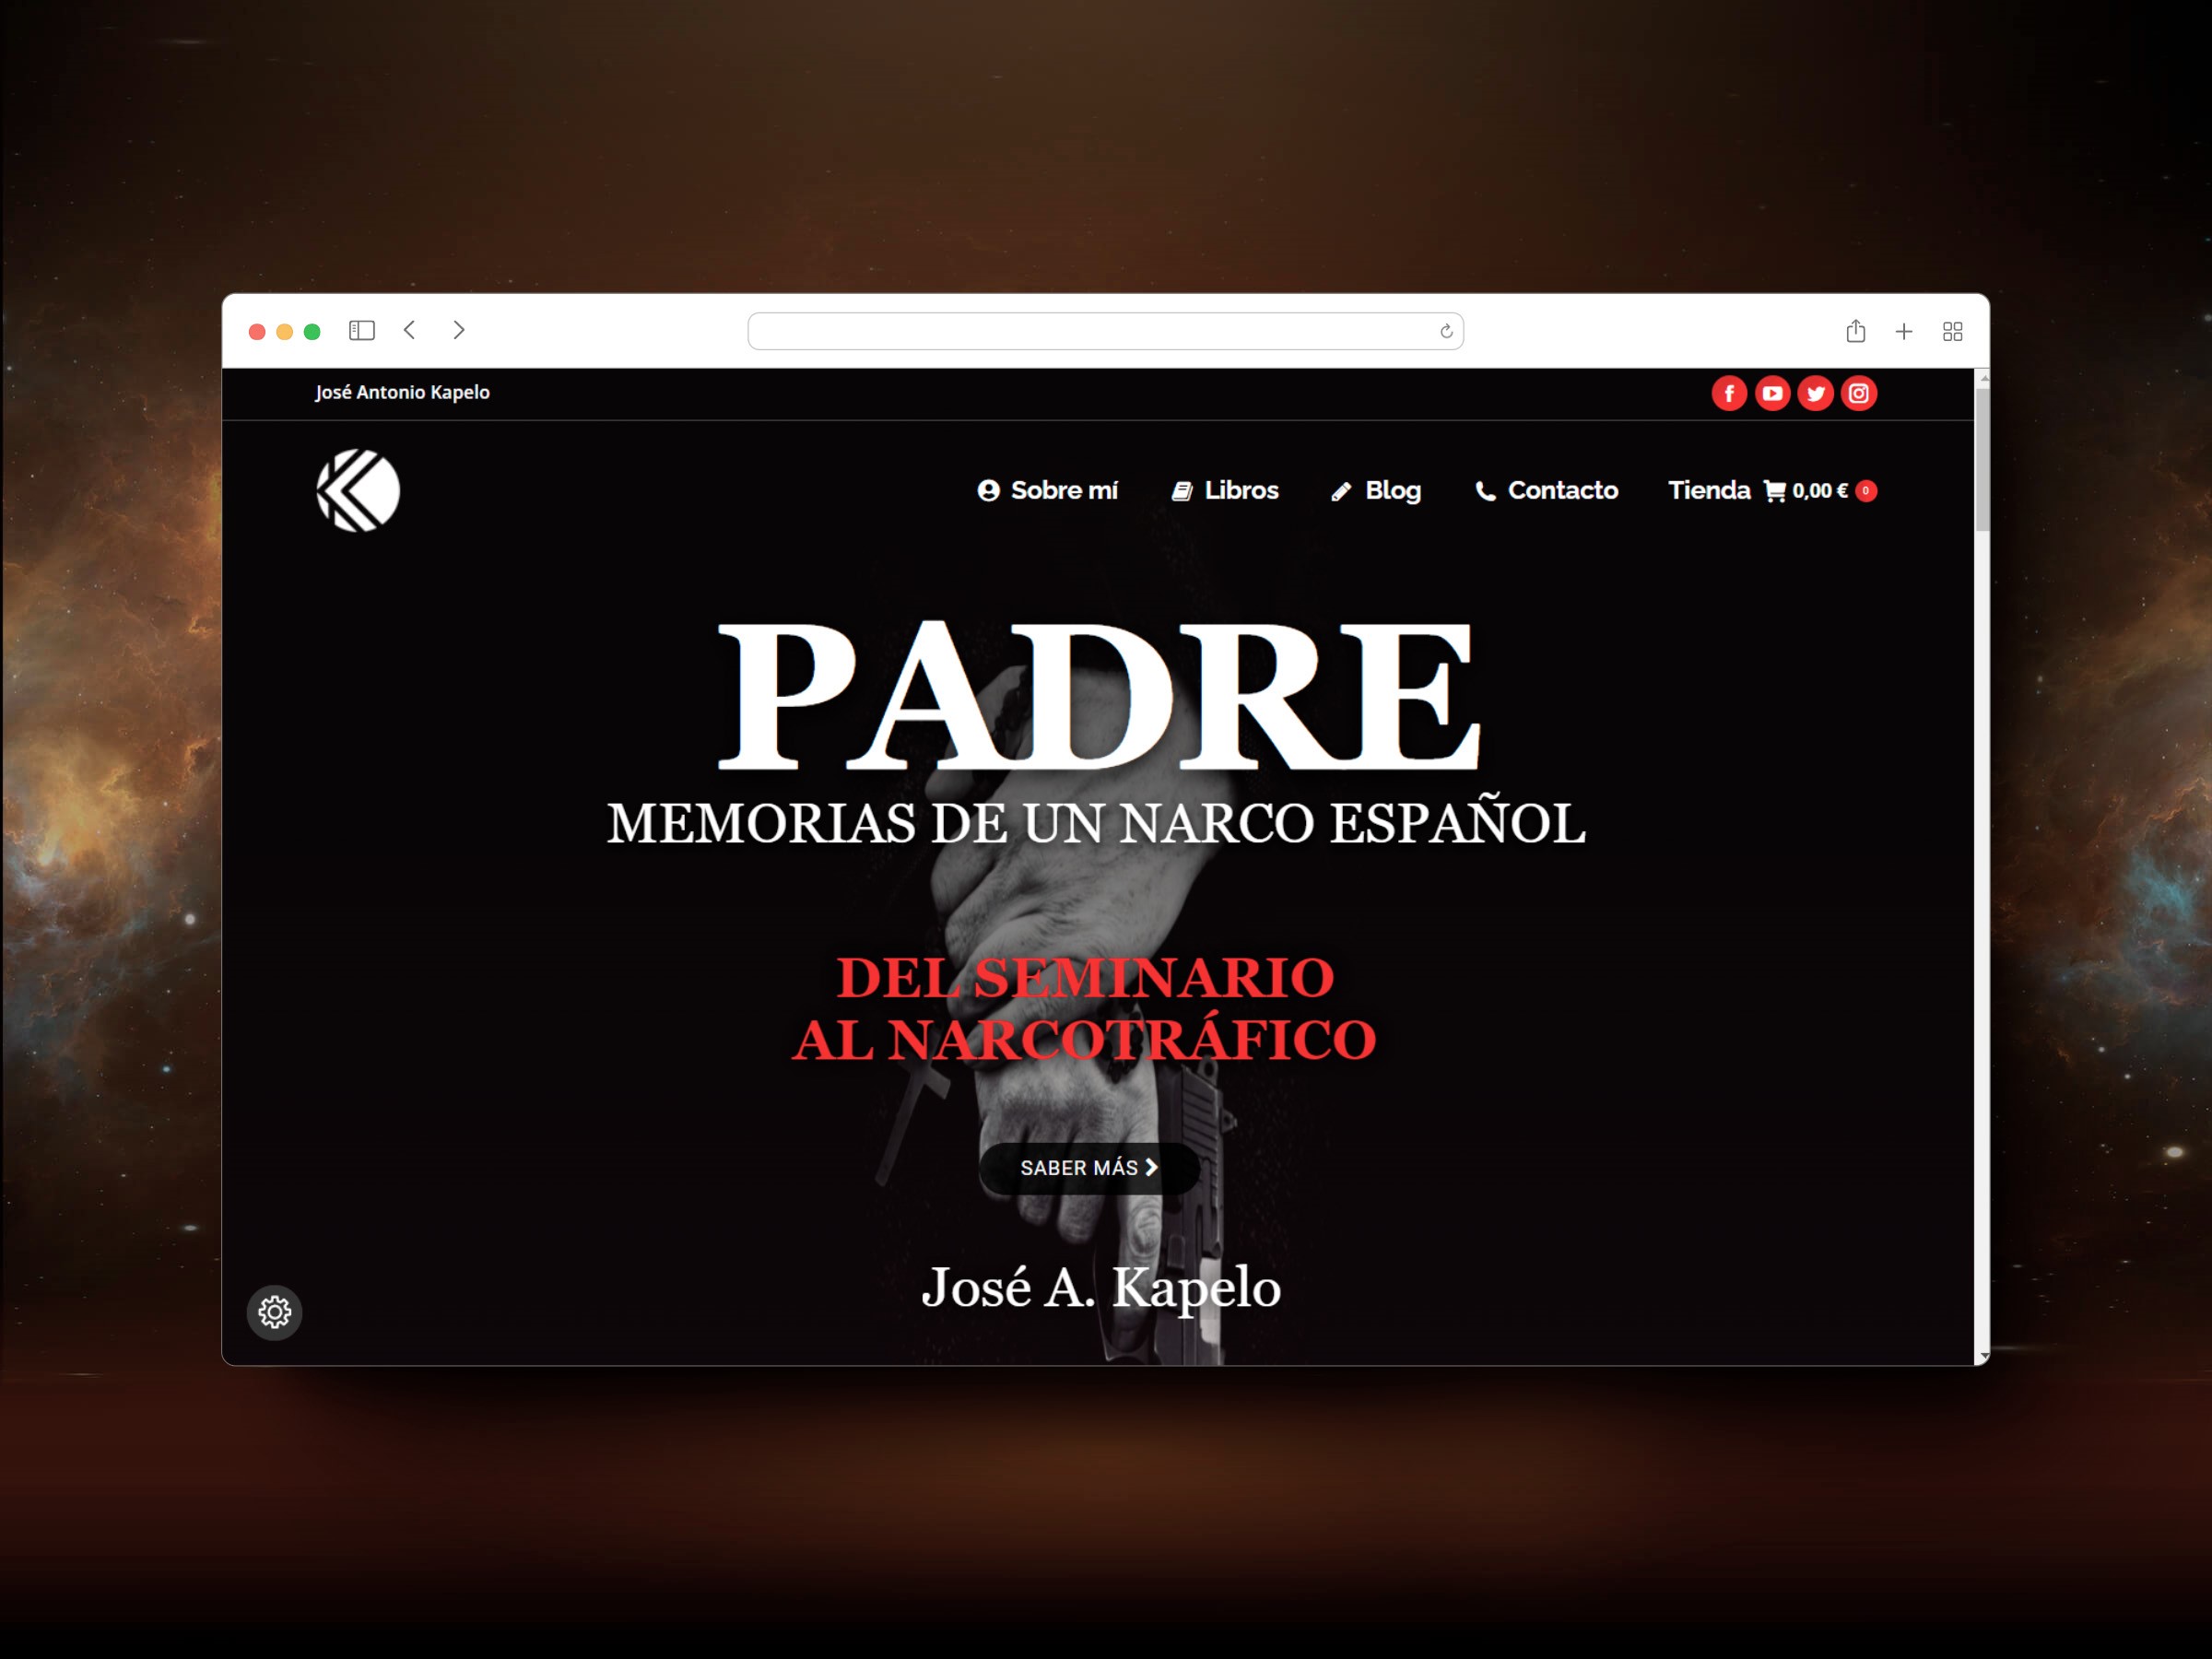 José Antonio Kapelo
Sobre mí Libros Blog Contacto Tienda 0,00 € 0
PADRE
MEMORIAS DE UN NARCO ESPAÑOL
DEL SEMINARIO
AL NARCOTRÁFICO
SABER MÁS
José A. Kapelo